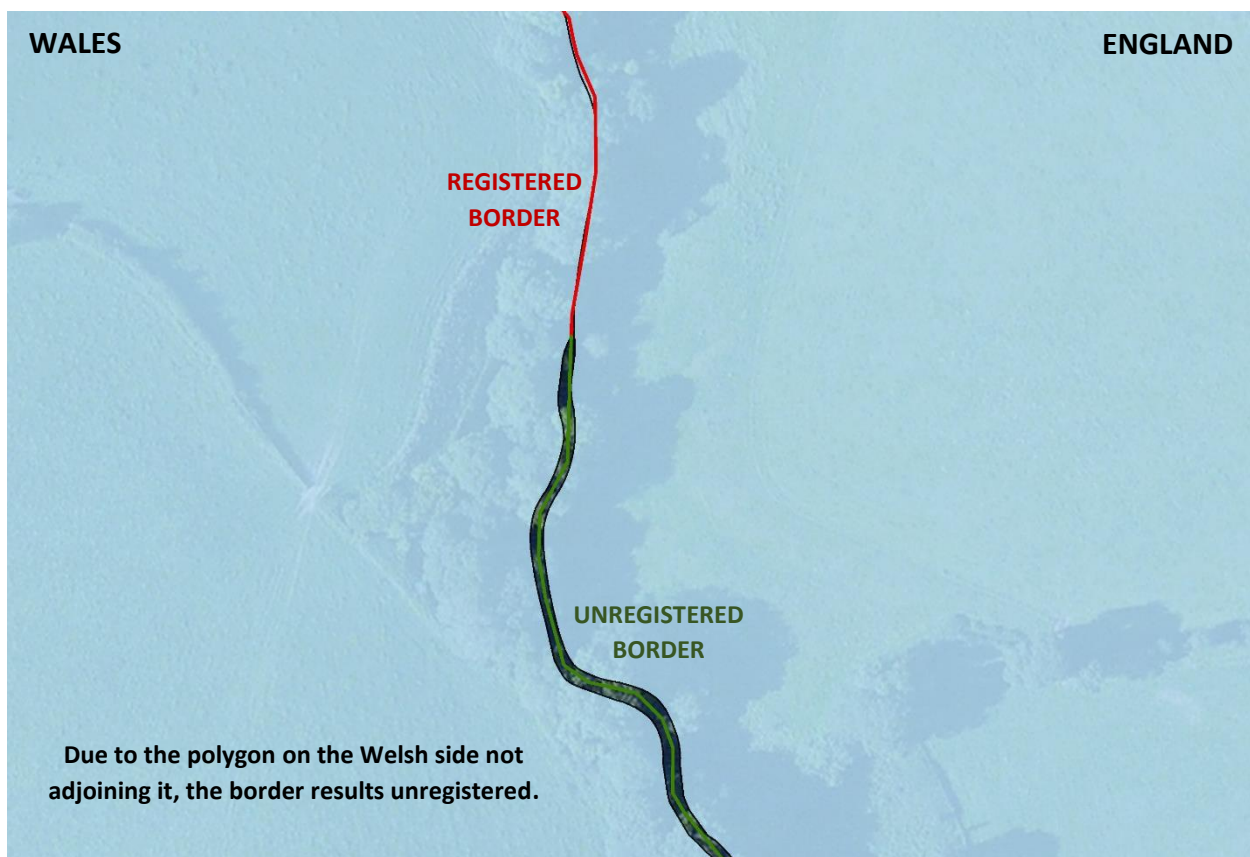 WALES
ENGLAND
REGISTERED
BORDER
UNREGISTERED
BORDER
Due to the polygon on the Welsh side not
adjoining it, the border results unregistered.